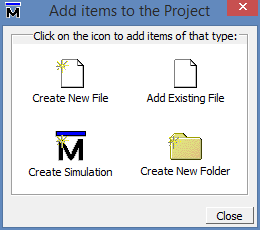 Add items to the Project
Click on the icon to add items of that type:
Create New File
Add Existing File
Create Simulation
Create New Folder
Close